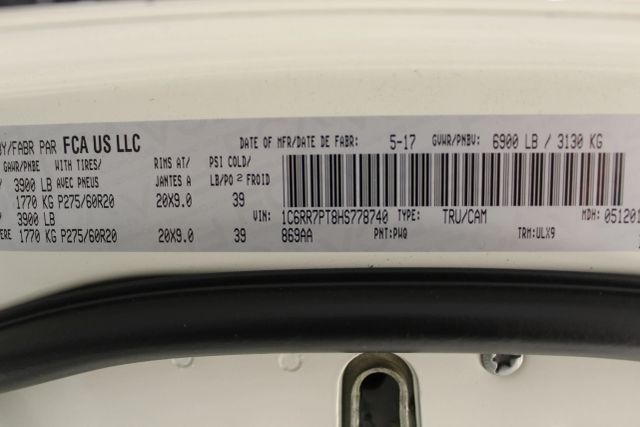 BY/FABR PAR FCA US LLC DATE OF MFR/DATE DE FABR: 5-17 GVWR/PNBV: 6900 LB / 3130 KG
GAWR/PNBE WITH TIRES/ RIMS AT/ PSI COLD/
3900 LB AVEC PNEUS JANTES A LB/PO2 FROID
1770 KG P275/60R20 20X9.0 39
3900 LB VIN: 1C6RR7PT8HS778740 TYPE: TRU/CAM MDH: 051201
1770 KG P275/60R20 20X9.0 39 869AA PNT:PWQ TRM:ULX9